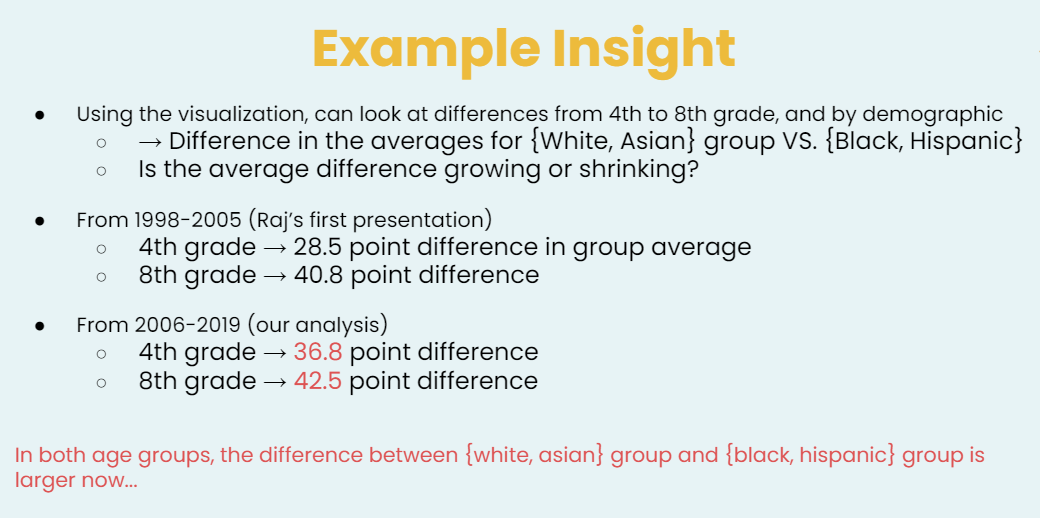 Example Insight
● Using the visualization, can look at differences from 4th to 8th grade, and by demographic
○ → Difference in the averages for {White, Asian} group VS. {Black, Hispanic}
○ Is the average difference growing or shrinking?
● From 1998-2005 (Raj's first presentation)
○ 4th grade → 28.5 point difference in group average
○ 8th grade → 40.8 point difference
● From 2006-2019 (our analysis)
○ 4th grade → 36.8 point difference
○ 8th grade → 42.5 point difference
In both age groups, the difference between {white, asian} group and {black, hispanic} group is
larger now...